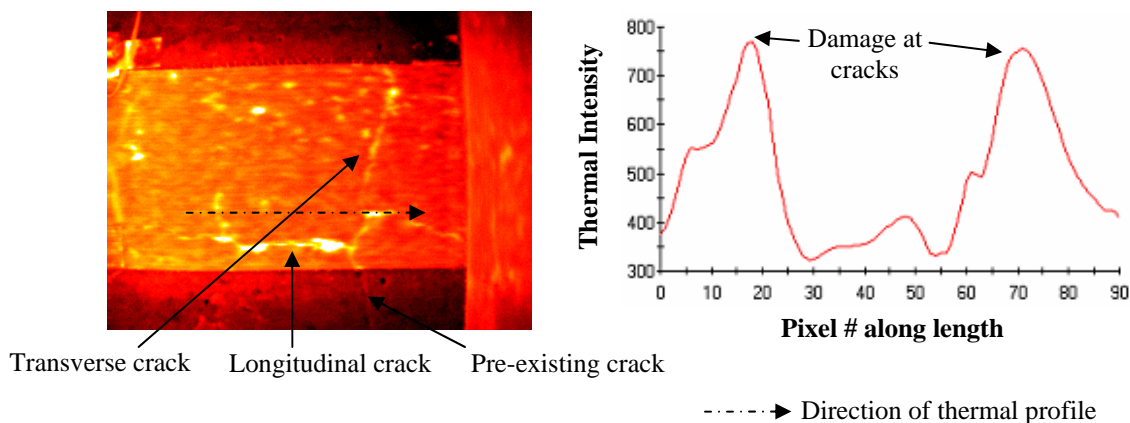 Transverse crack
Longitudinal crack
Pre-existing crack
Thermal Intensity
800
700
600
500
400
300
Damage at
cracks
0 10 20 30 40 50 60 70 80 90
Pixel # along length
Direction of thermal profile